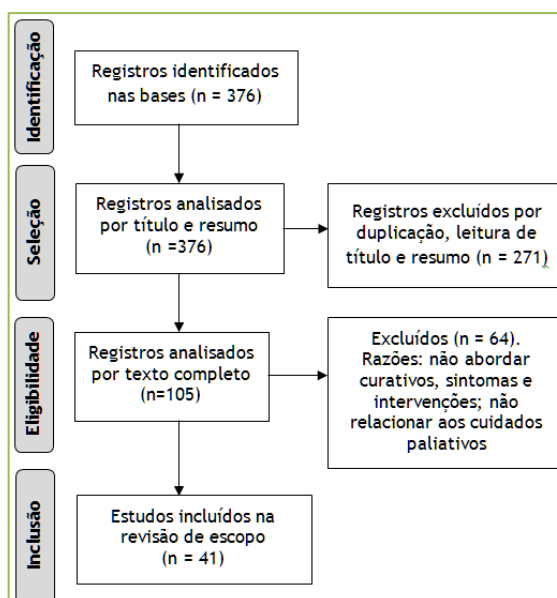 Identificação
Registros identificados
nas bases (n = 376)
Seleção
Registros analisados
por título e resumo
(n =376)
Registros excluídos por
duplicação, leitura de
título e resumo (n = 271)
Eligibilidade
Registros analisados
por texto completo
(n=105)
Excluídos (n = 64).
Razões: não abordar
curativos, sintomas e
intervenções; não
relacionar aos cuidados
paliativos
Inclusão
Estudos incluídos na
revisão de escopo
(n = 41)